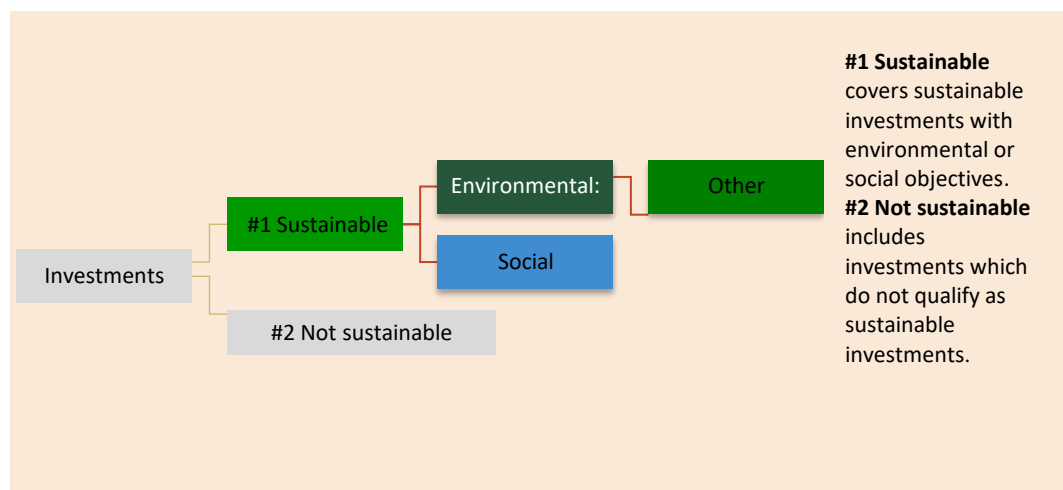 Investments
#1 Sustainable
#2 Not sustainable
Environmental:
Social
Other
#1 Sustainable
covers sustainable
investments with
environmental or
social objectives.
#2 Not sustainable
includes
investments which
do not qualify as
sustainable
investments.